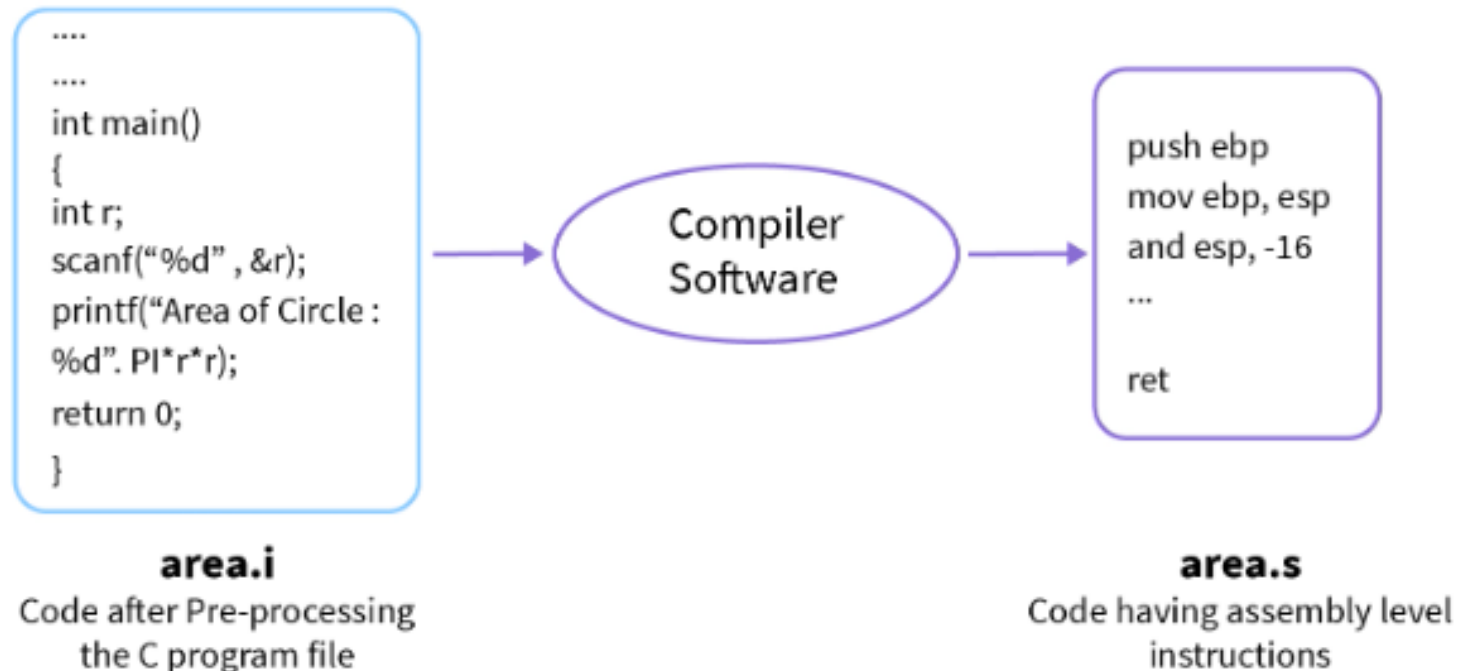 ....
....
int main()
{
int r;
scanf(“%d” , &r);
printf(“Area of Circle :
%d”. PI*r*r);
return 0;
}
area.i
Code after Pre-processing
the C program file
Compiler
Software
push ebp
mov ebp, esp
and esp, -16
...
ret
area.s
Code having assembly level
instructions